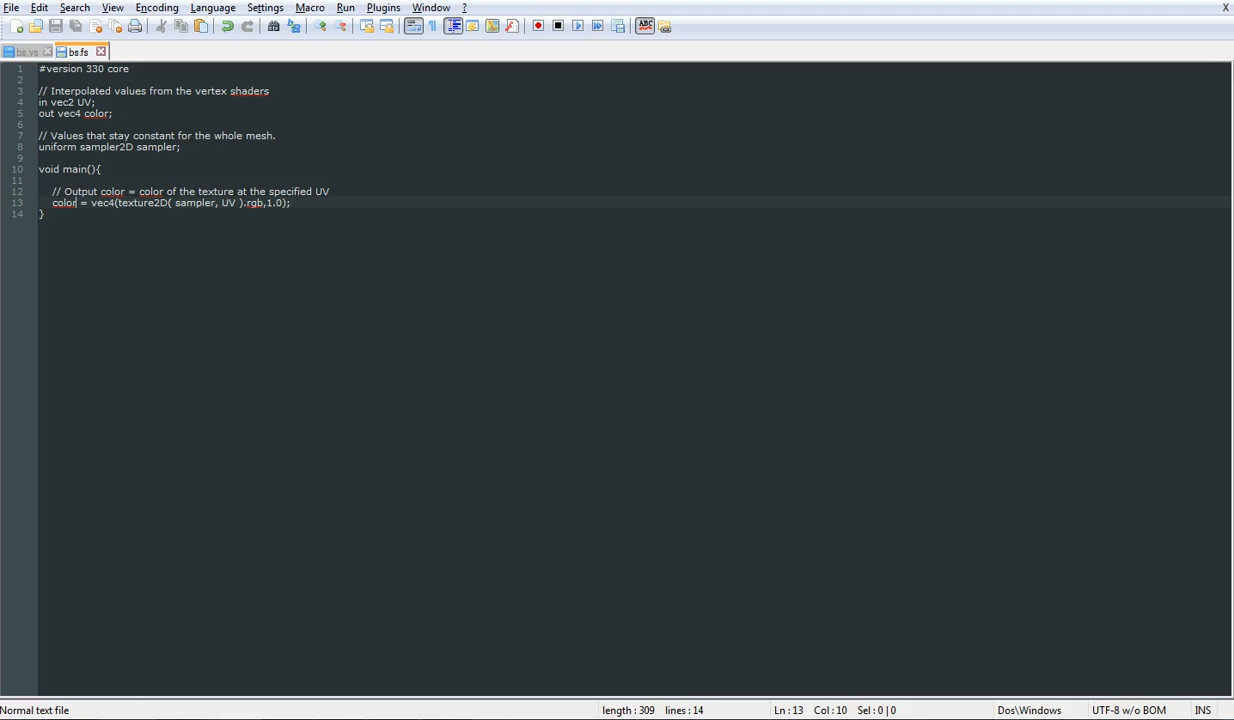 File Edit Search View Encoding Language Settings Macro Run Plugins Window ? X
bs.vs bs.fs
1 #version 330 core
2
3 // Interpolated values from the vertex shaders
4 in vec2 UV;
5 out vec4 color;
6
7 // Values that stay constant for the whole mesh.
8 uniform sampler2D sampler;
9
10 void main(){
11
12 // Output color = color of the texture at the specified UV
13 color = vec4(texture2D( sampler, UV ).rgb,1.0);
14 }
Normal text file length : 309 lines : 14 Ln : 13 Col : 10 Sel : 0 | 0 Dos\Windows UTF-8 w/o BOM INS